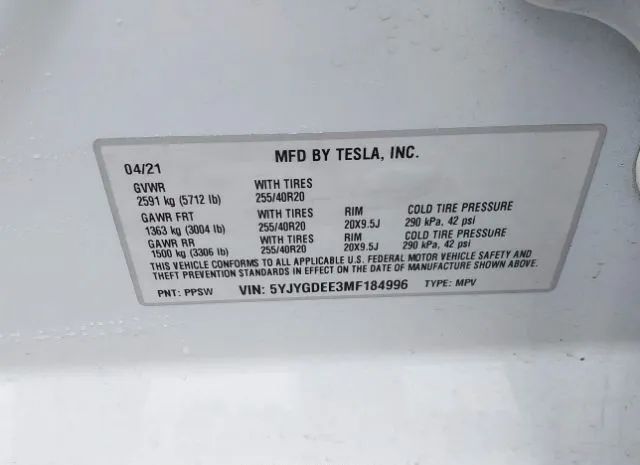 MFD BY TESLA, INC.
04/21
GVWR WITH TIRES
2591 kg (5712 lb) 255/40R20
GAWR FRT WITH TIRES RIM COLD TIRE PRESSURE
1363 kg (3004 lb) 255/40R20 20X9.5J 290 kPa, 42 psi
GAWR RR WITH TIRES RIM COLD TIRE PRESSURE
1500 kg (3306 lb) 255/40R20 20X9.5J 290 kPa, 42 psi
THIS VEHICLE CONFORMS TO ALL APPLICABLE U.S. FEDERAL MOTOR VEHICLE SAFETY AND
THEFT PREVENTION STANDARDS IN EFFECT ON THE DATE OF MANUFACTURE SHOWN ABOVE.
PNT: PPSW VIN: 5YJYGDEE3MF184996 TYPE: MPV